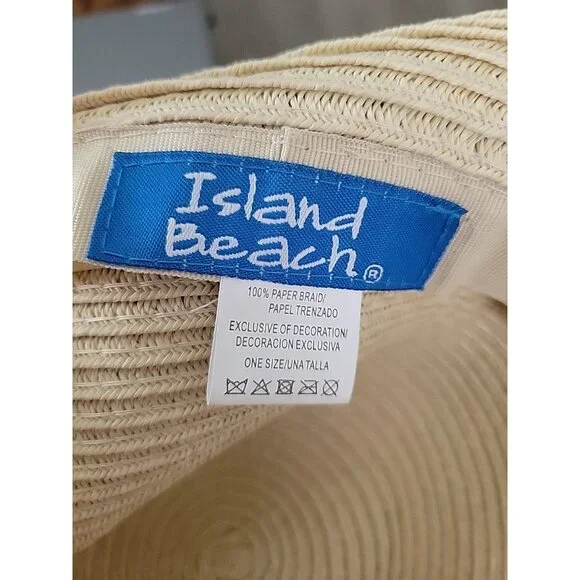 Island
Beach®
100% PAPER BRAID/
PAPEL TRENZADO
EXCLUSIVE OF DECORATION/
DECORACION EXCLUSIVA
ONE SIZE/UNA TALLA